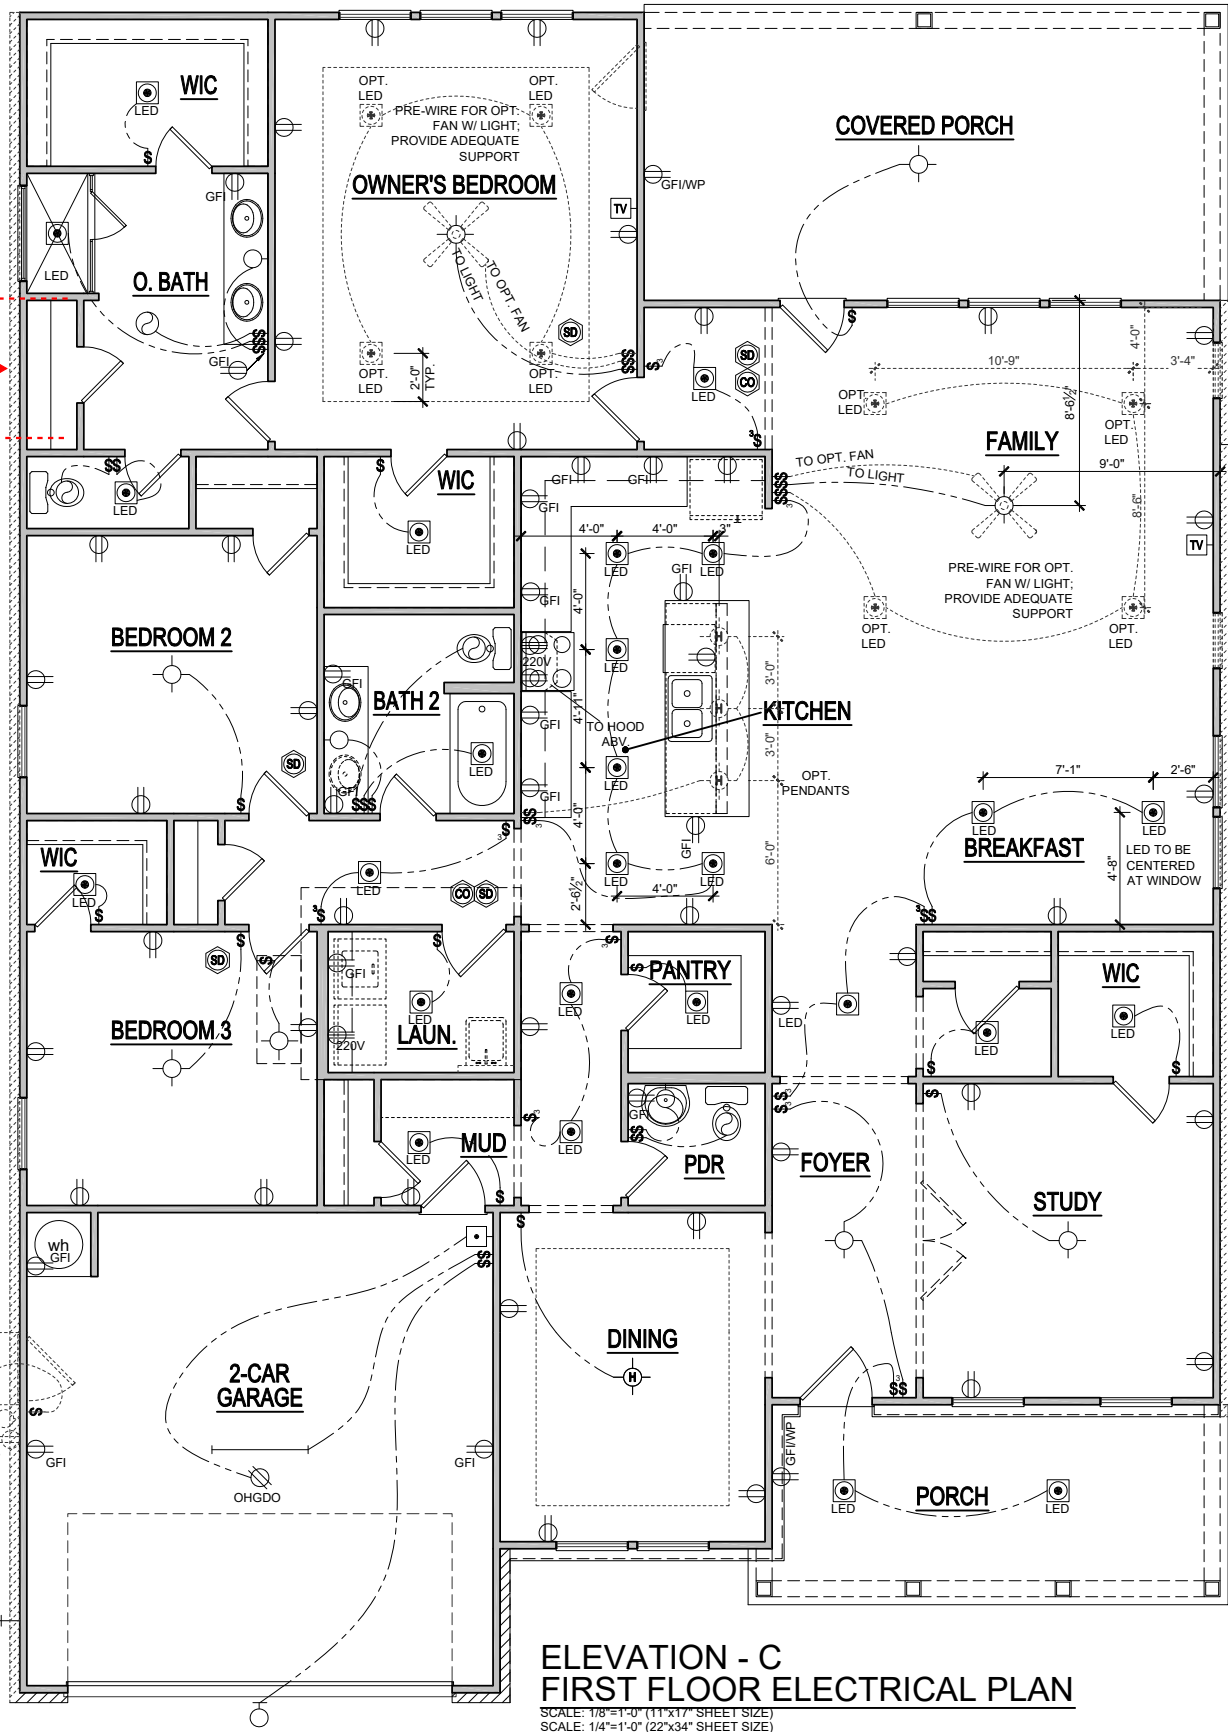 WIC
LED
OPT.
LED
OPT.
LED
PRE-WIRE FOR OPT.
FAN W/ LIGHT;
PROVIDE ADEQUATE
SUPPORT
OWNER'S BEDROOM
COVERED PORCH
GFI
GFI/WP
TV
LED
O. BATH
TO LIGHT
TO OPT. FAN
SD
GFI
OPT.
LED
2'-0"
TYP.
OPT.
LED
$3
SD
CO
LED
3$
$
10'-9"
4'-0"
3'-4"
8'-6½"
OPT.
LED
OPT.
LED
FAMILY
TO OPT. FAN
TO LIGHT
9'-0"
8'-6"
TV
PRE-WIRE FOR OPT.
FAN W/ LIGHT;
PROVIDE ADEQUATE
SUPPORT
OPT.
LED
OPT.
LED
$$
LED
WIC
LED
GFI
GFI
GFI
4'-0"
4'-0"
3"
LED
LED
GFI
4'-0"
GFI
BEDROOM 2
SD
GFI
BATH 2
LED
GFI
$$$
220V
LED
4'-11"
GFI
TO HOOD
ABV.
KITCHEN
H
H
H
3'-0"
3'-0"
OPT.
PENDANTS
LED
GFI
4'-0"
GFI
6'-0"
LED
LED
4'-0"
2'-6½"
7'-1"
2'-6"
LED
LED
BREAKFAST
4'-8"
LED TO BE
CENTERED
AT WINDOW
3$$
WIC
LED
LED
CO
SD
3$
SD
BEDROOM 3
GFI
LED
220V
LAUN.
LED
PANTRY
LED
LED
WIC
LED
LED
MUD
LED
LED
GFI
PDR
FOYER
STUDY
wh
GFI
2-CAR
GARAGE
GFI
GFI
OHGDO
DINING
H
3
$$
GFI/WP
LED
PORCH
LED
ELEVATION - C
FIRST FLOOR ELECTRICAL PLAN
SCALE: 1/8"=1'-0" (11"x17" SHEET SIZE)
SCALE: 1/4"=1'-0" (22"x34" SHEET SIZE)